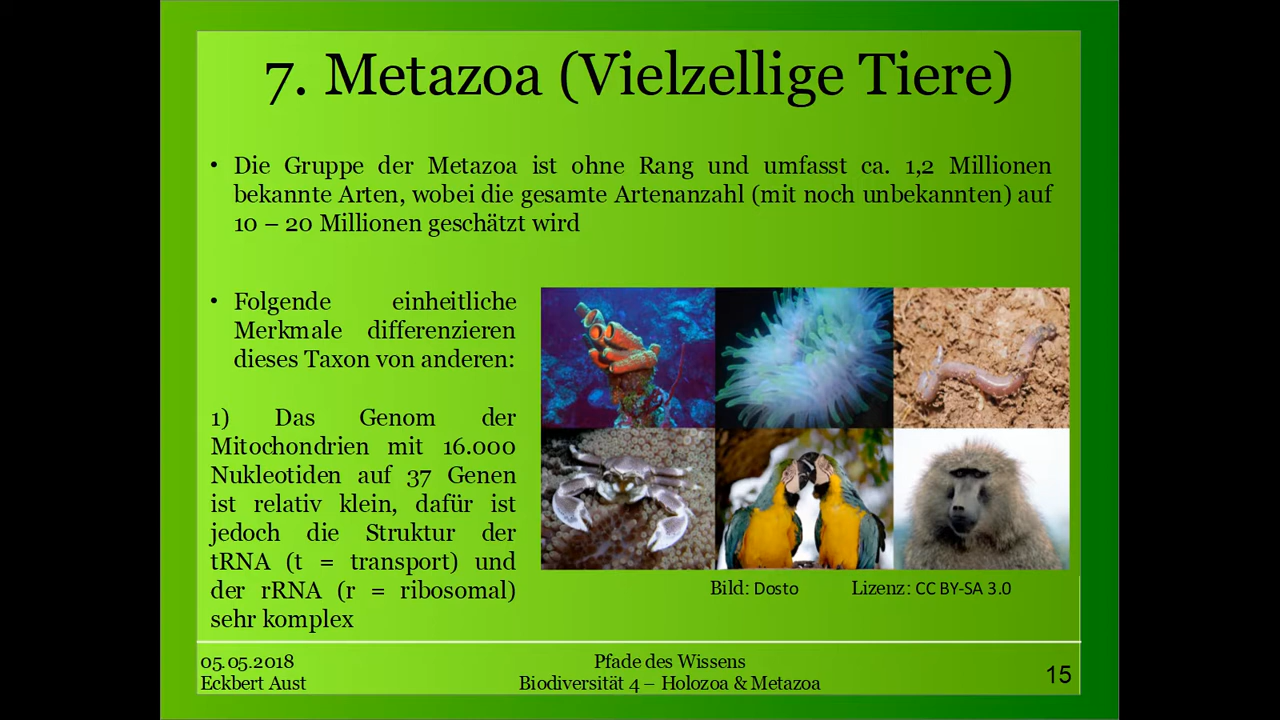 7. Metazoa (Vielzellige Tiere)
• Die Gruppe der Metazoa ist ohne Rang und umfasst ca. 1,2 Millionen
bekannte Arten, wobei die gesamte Artenanzahl (mit noch unbekannten) auf
10 – 20 Millionen geschätzt wird
• Folgende einheitliche
Merkmale differenzieren
dieses Taxon von anderen:
1) Das Genom der
Mitochondrien mit 16.000
Nukleotiden auf 37 Genen
ist relativ klein, dafür ist
jedoch die Struktur der
tRNA (t = transport) und
der rRNA (r = ribosomal)
sehr komplex
Bild: Dosto Lizenz: CC BY-SA 3.0
05.05.2018
Eckbert Aust
Pfade des Wissens
Biodiversität 4 – Holozoa & Metazoa
15